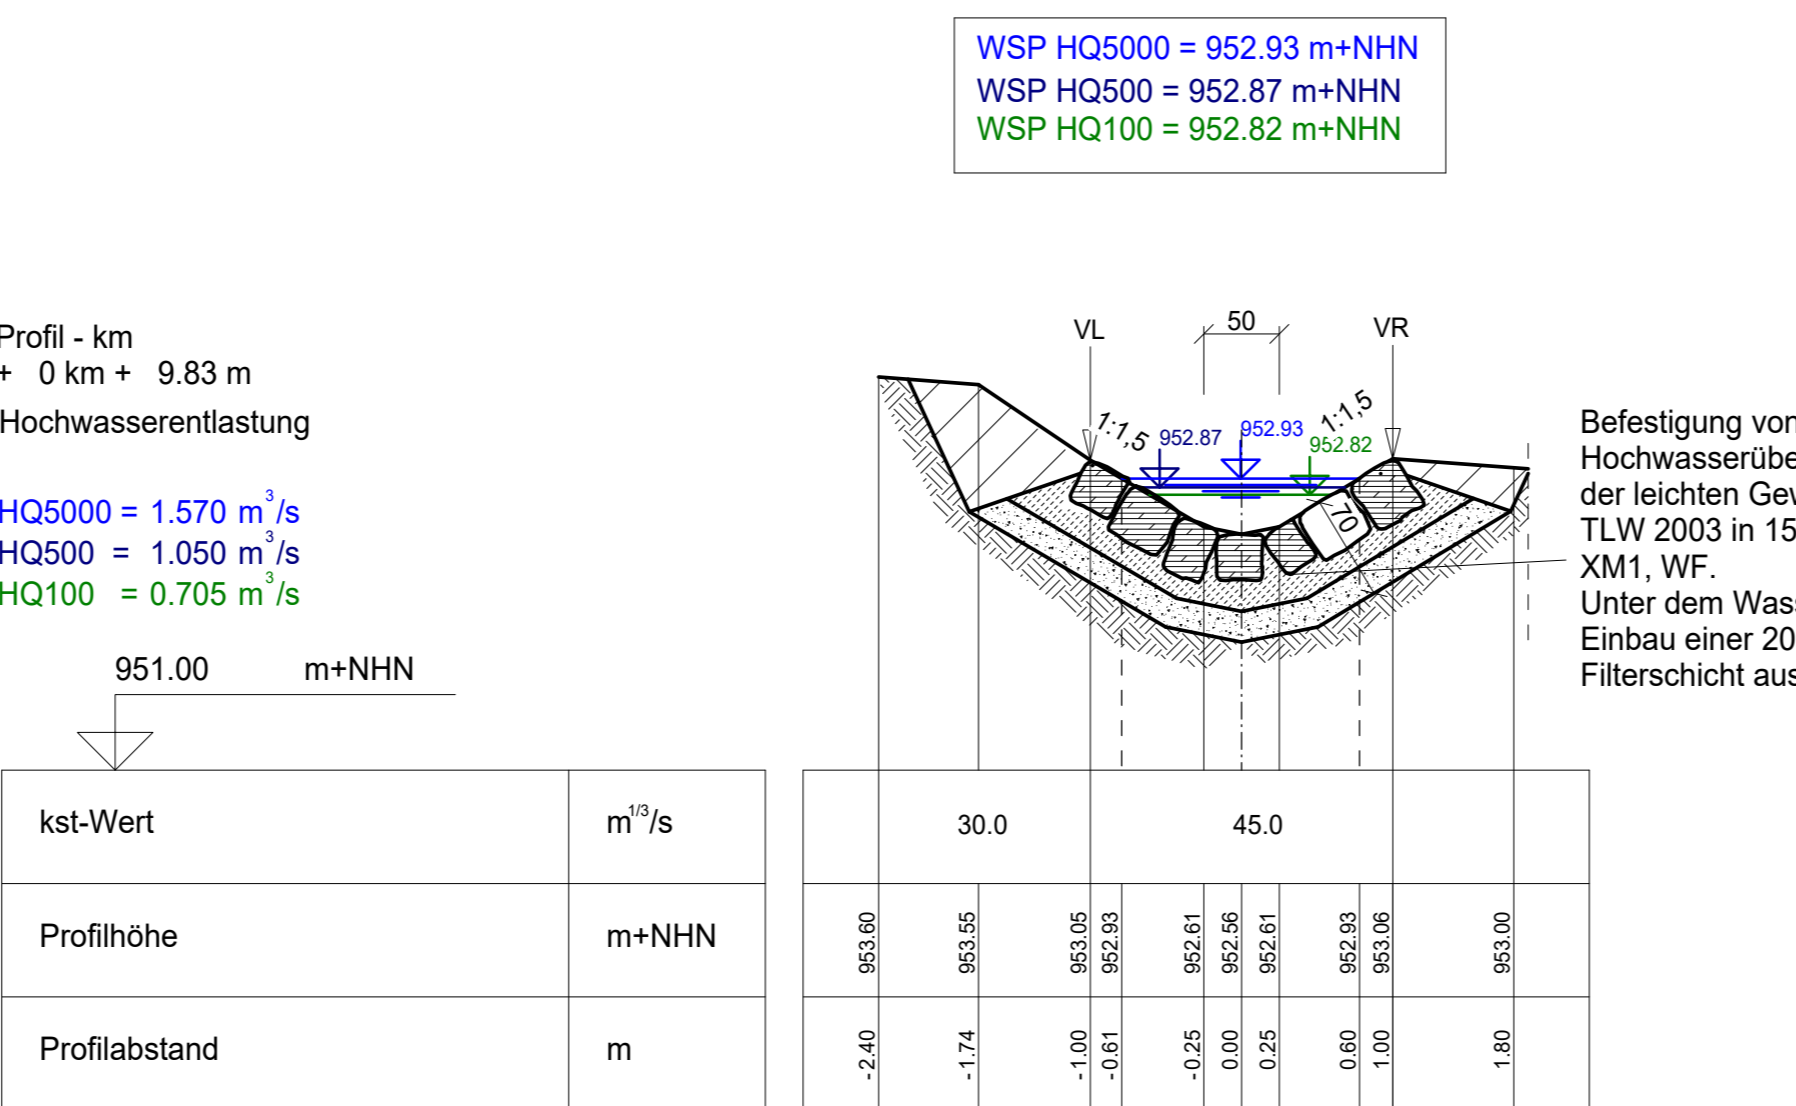 WSP HQ5000 = 952.93 m+NHN
WSP HQ500 = 952.87 m+NHN
WSP HQ100 = 952.82 m+NHN
Profil - km
+ 0 km + 9.83 m
Hochwasserentlastung
HQ5000 = 1.570 m³/s
HQ500 = 1.050 m³/s
HQ100 = 0.705 m³/s
951.00 m+NHN
VL
50
VR
1:1,5
952.87
952.93
952.82
1:1,5
70
Befestigung von
Hochwasserübe
der leichten Gew
TLW 2003 in 15
XM1, WF.
Unter dem Wass
Einbau einer 20
Filterschicht aus
kst-Wert m^1/3/s 30.0 45.0
Profilhöhe m+NHN 953.60 953.55 953.05 952.93 952.61 952.56 952.61 952.93 953.06 953.00
Profilabstand m -2.40 -1.74 -1.00 -0.61 -0.25 0.00 0.25 0.60 1.00 1.80